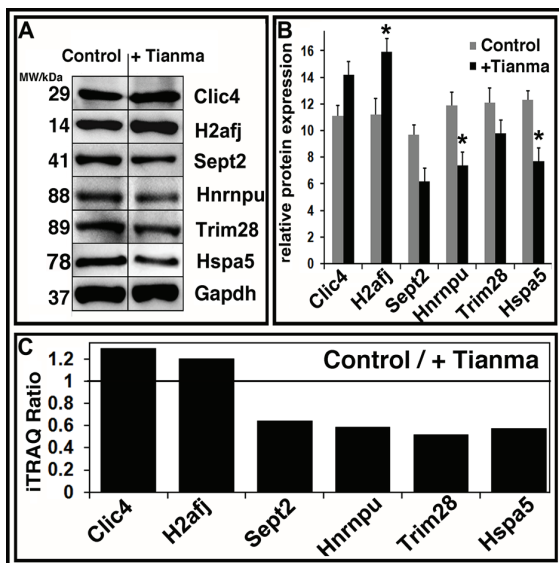 A
Control + Tianma
MW/kDa
29 Clic4
14 H2afj
41 Sept2
88 Hnrnpu
89 Trim28
78 Hspa5
37 Gapdh
B
relative protein expression
16
14
12
10
8
6
4
2
0
Control
+Tianma
*
*
*
Clic4 H2afj Sept2 Hnrnpu Trim28 Hspa5
C
Control / + Tianma
iTRAQ Ratio
1.2
1
0.8
0.6
0.4
0.2
0
Clic4 H2afj Sept2 Hnrnpu Trim28 Hspa5